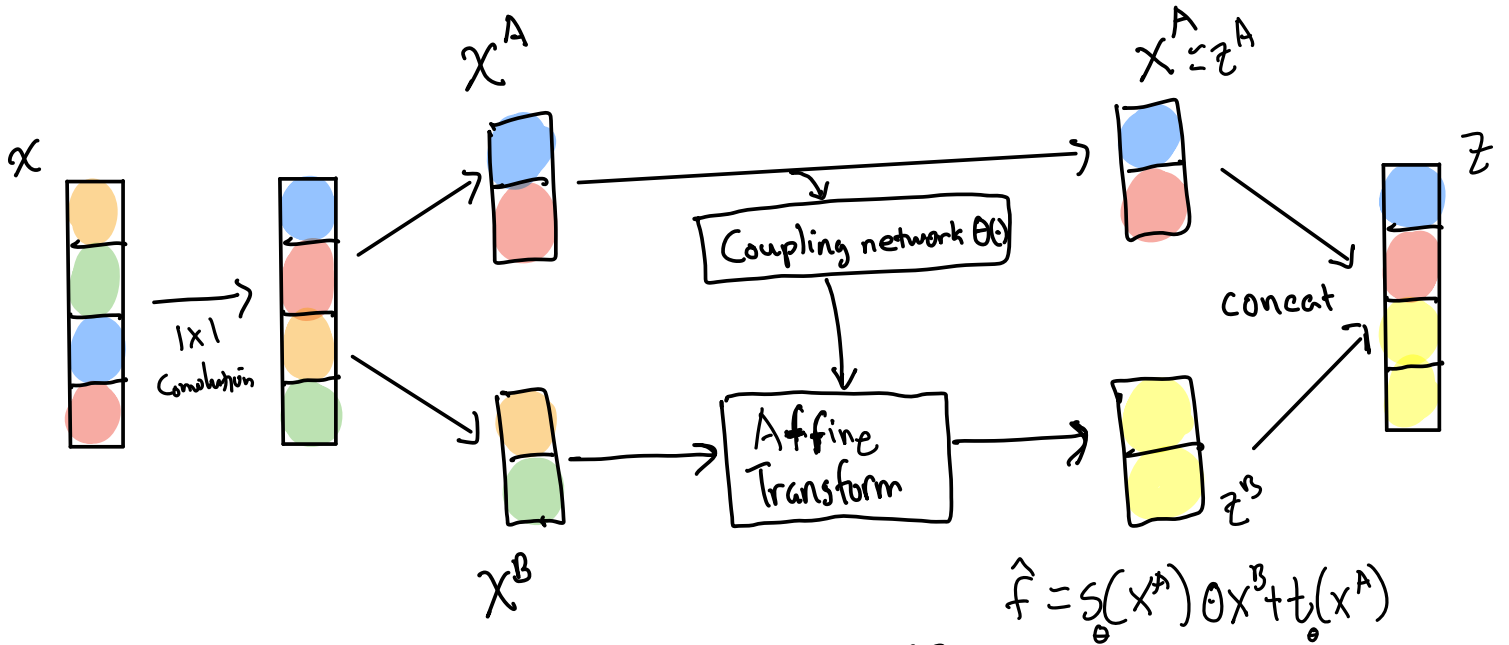 x
1x1
Convolution
x^A
x^B
Coupling network θ(·)
Affine
Transform
x^A = z^A
z^B
concat
z
f̂ = s_θ(x^A) ⊙ x^B + t_θ(x^A)